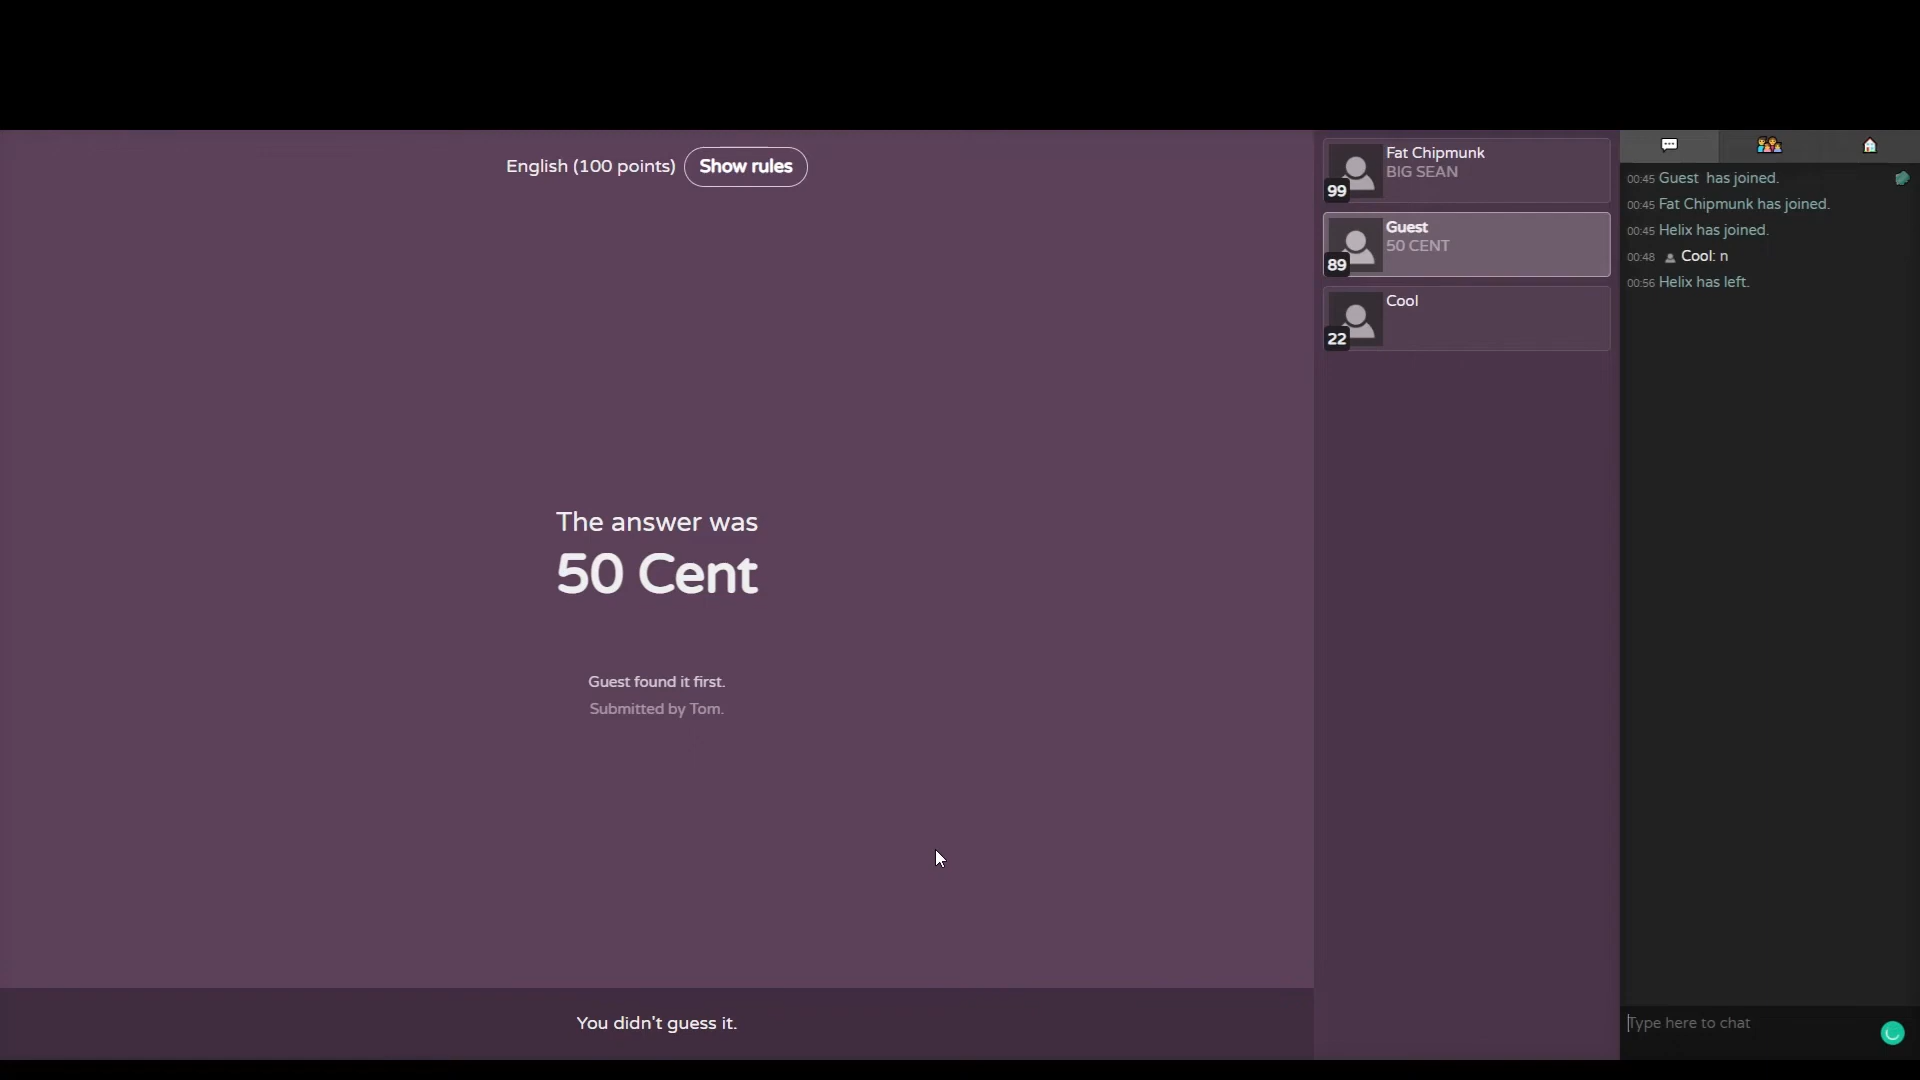 English (100 points) Show rules
The answer was
50 Cent
Guest found it first.
Submitted by Tom.
You didn't guess it.
Fat Chipmunk
BIG SEAN
99
Guest
50 CENT
89
Cool
22
00:45 Guest has joined.
00:45 Fat Chipmunk has joined.
00:45 Helix has joined.
00:48 Cool: n
00:56 Helix has left.
Type here to chat